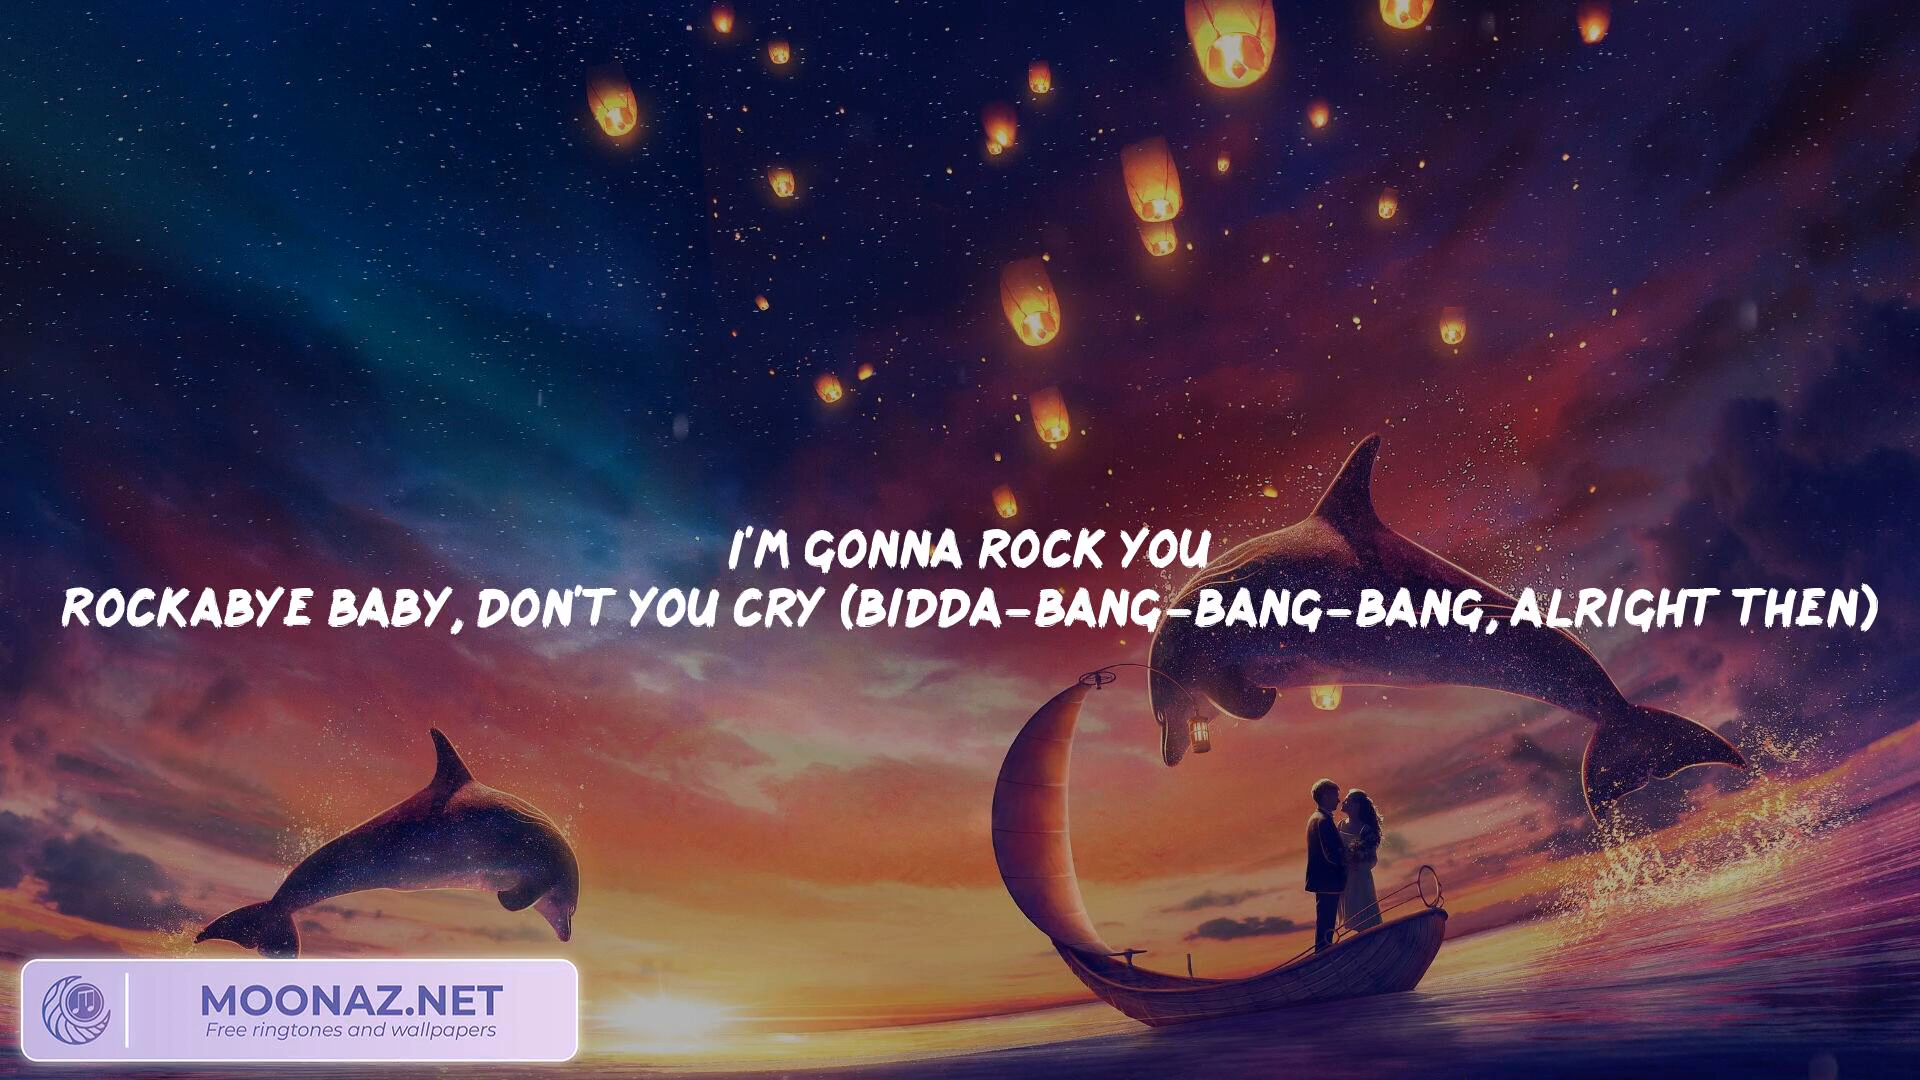 I'M GONNA ROCK YOU
ROCKABYE BABY, DON'T YOU CRY (BIDDA-BANG-BANG-BANG, ALRIGHT THEN)
MOONAZ.NET
Free ringtones and wallpapers